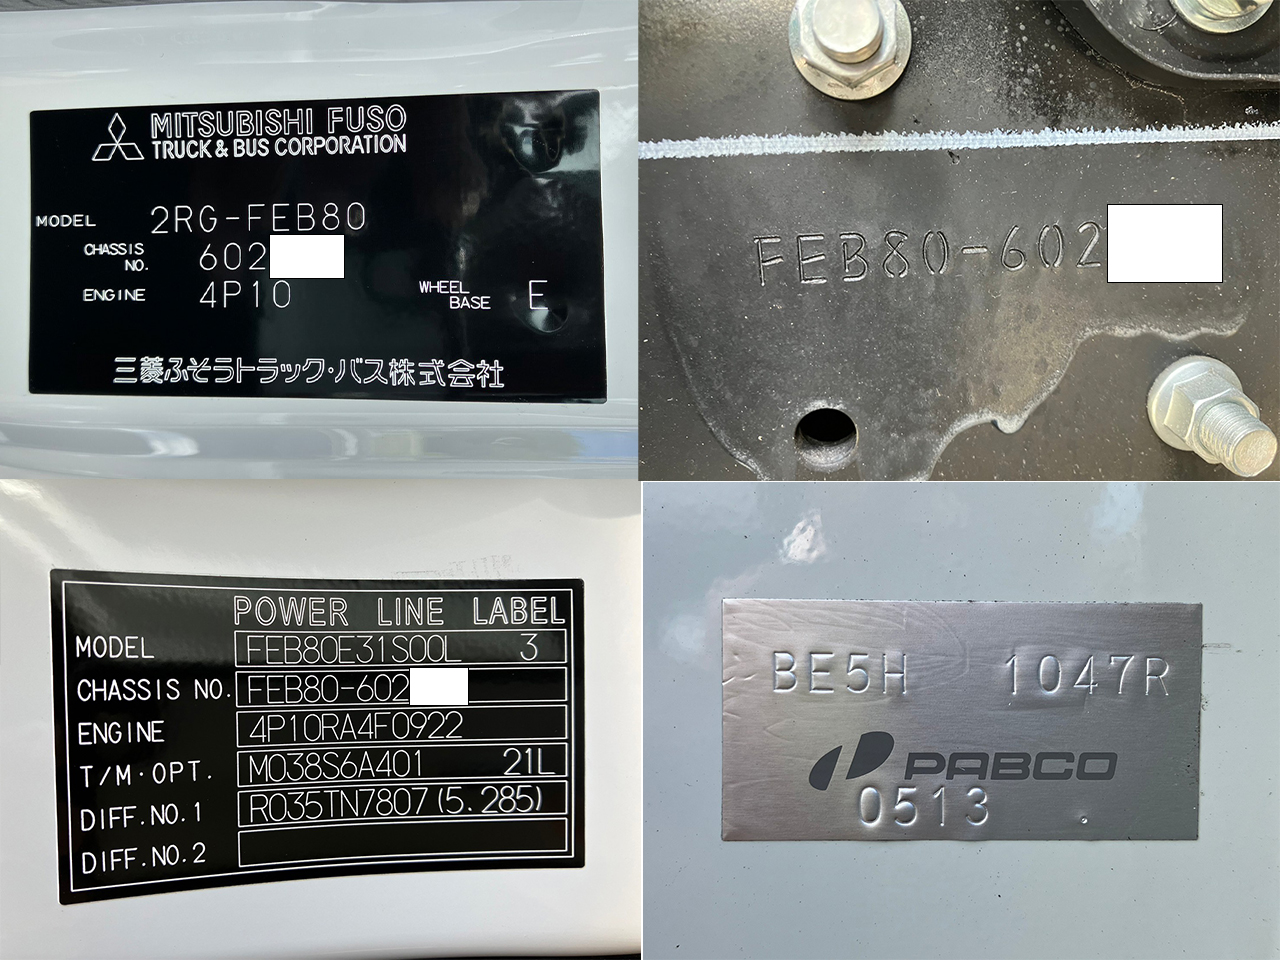 MITSUBISHI FUSO
TRUCK & BUS CORPORATION
MODEL 2RG-FEB80
CHASSIS NO. 602
ENGINE 4P10 WHEEL BASE E
三菱ふそうトラック・バス株式会社
FEB80-602
POWER LINE LABEL
MODEL FEB80E31S00L 3
CHASSIS NO. FEB80-602
ENGINE 4P10RA4F0922
T/M・OPT. M038S6A401 21L
DIFF.NO.1 R035TN7807(5.285)
DIFF.NO.2
BE5H 1047R
PABCO
0513